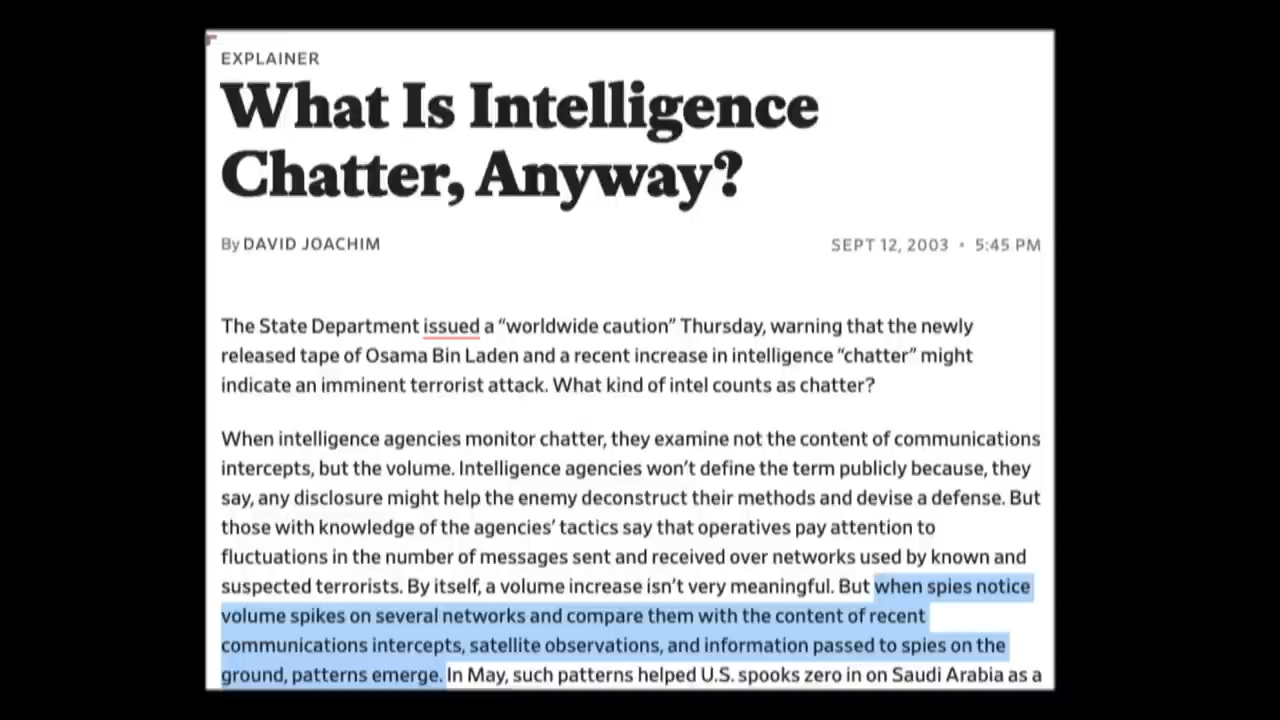 EXPLAINER
What Is Intelligence
Chatter, Anyway?
By DAVID JOACHIM SEPT 12, 2003 • 5:45 PM
The State Department issued a “worldwide caution” Thursday, warning that the newly
released tape of Osama Bin Laden and a recent increase in intelligence “chatter” might
indicate an imminent terrorist attack. What kind of intel counts as chatter?
When intelligence agencies monitor chatter, they examine not the content of communications
intercepts, but the volume. Intelligence agencies won’t define the term publicly because, they
say, any disclosure might help the enemy deconstruct their methods and devise a defense. But
those with knowledge of the agencies’ tactics say that operatives pay attention to
fluctuations in the number of messages sent and received over networks used by known and
suspected terrorists. By itself, a volume increase isn’t very meaningful. But when spies notice
volume spikes on several networks and compare them with the content of recent
communications intercepts, satellite observations, and information passed to spies on the
ground, patterns emerge. In May, such patterns helped U.S. spooks zero in on Saudi Arabia as a